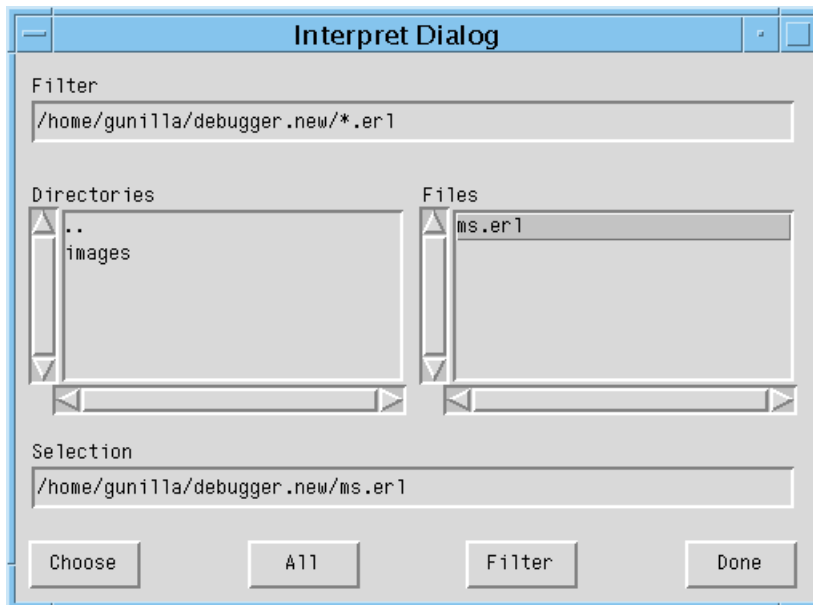 Interpret Dialog
Filter
/home/gunilla/debugger.new/*.erl
Directories
..
images
Files
ms.erl
Selection
/home/gunilla/debugger.new/ms.erl
Choose
All
Filter
Done